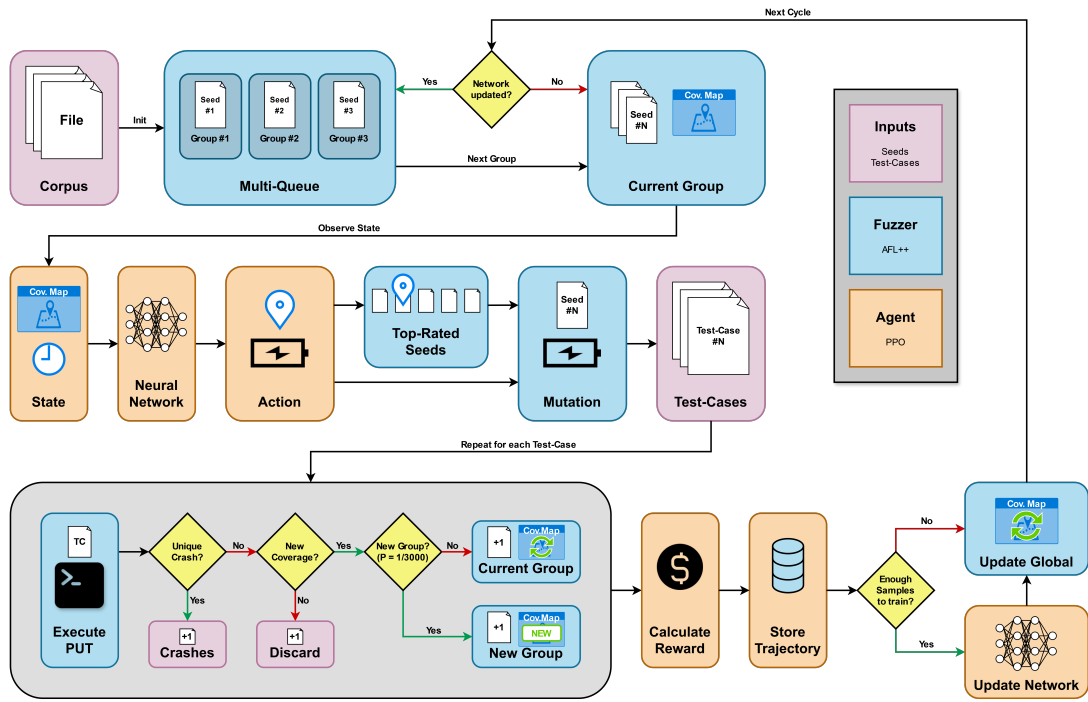 Next Cycle
File
Corpus
Init
Seed
#1
Group #1
Seed
#2
Group #2
Seed
#3
Group #3
Multi-Queue
Yes
Network
updated?
No
Next Group
Seed
#N
Cov. Map
Current Group
Inputs
Seeds
Test-Cases
Fuzzer
AFL++
Agent
PPO
Observe State
Cov. Map
State
Neural
Network
Action
Top-Rated
Seeds
Seed
#N
Mutation
Test-Case
#N
Test-Cases
Repeat for each Test-Case
TC
Execute
PUT
Unique
Crash?
No
Yes
+1
Crashes
New
Coverage?
Yes
No
+1
Discard
New Group?
(P = 1/3000)
No
Yes
+1
Cov.Map
Current Group
+1
Cov.Map
NEW
New Group
$
Calculate
Reward
Store
Trajectory
Enough
Samples
to train?
No
Yes
Cov. Map
Update Global
Update Network